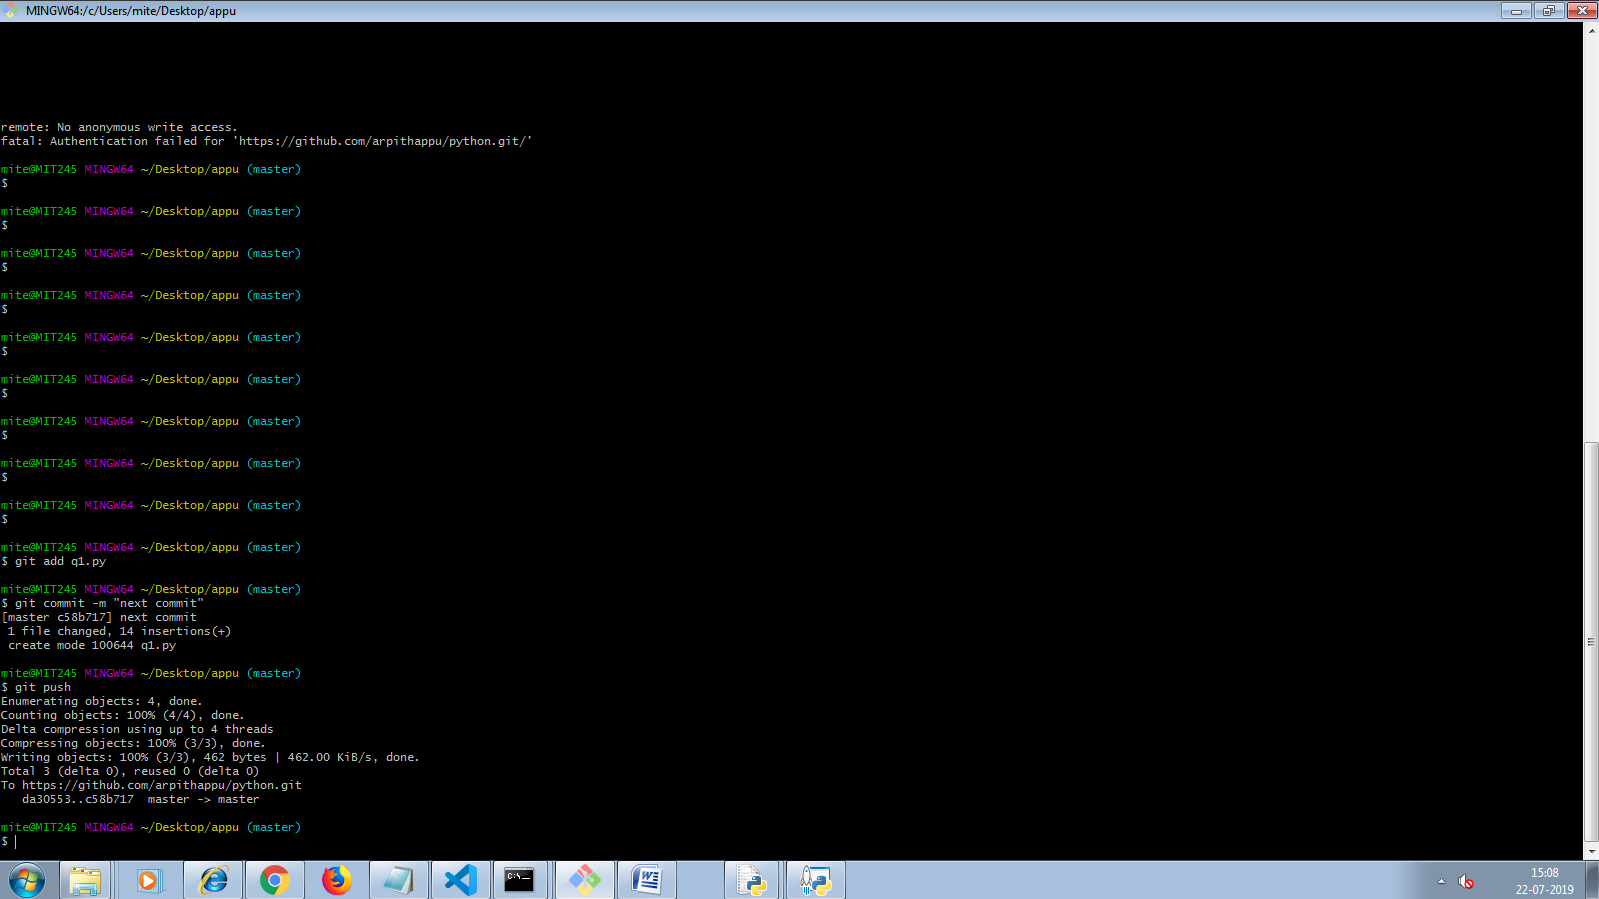 MINGW64:/c/Users/mite/Desktop/appu
remote: No anonymous write access.
fatal: Authentication failed for 'https://github.com/arpithappu/python.git/'
mite@MIT245 MINGW64 ~/Desktop/appu (master)
$
mite@MIT245 MINGW64 ~/Desktop/appu (master)
$
mite@MIT245 MINGW64 ~/Desktop/appu (master)
$
mite@MIT245 MINGW64 ~/Desktop/appu (master)
$
mite@MIT245 MINGW64 ~/Desktop/appu (master)
$
mite@MIT245 MINGW64 ~/Desktop/appu (master)
$
mite@MIT245 MINGW64 ~/Desktop/appu (master)
$
mite@MIT245 MINGW64 ~/Desktop/appu (master)
$
mite@MIT245 MINGW64 ~/Desktop/appu (master)
$
mite@MIT245 MINGW64 ~/Desktop/appu (master)
$ git add q1.py
mite@MIT245 MINGW64 ~/Desktop/appu (master)
$ git commit -m "next commit"
[master c58b717] next commit
 1 file changed, 14 insertions(+)
 create mode 100644 q1.py
mite@MIT245 MINGW64 ~/Desktop/appu (master)
$ git push
Enumerating objects: 4, done.
Counting objects: 100% (4/4), done.
Delta compression using up to 4 threads
Compressing objects: 100% (3/3), done.
Writing objects: 100% (3/3), 462 bytes | 462.00 KiB/s, done.
Total 3 (delta 0), reused 0 (delta 0)
To https://github.com/arpithappu/python.git
   da30553..c58b717  master -> master
mite@MIT245 MINGW64 ~/Desktop/appu (master)
$
C:\_
15:08
22-07-2019